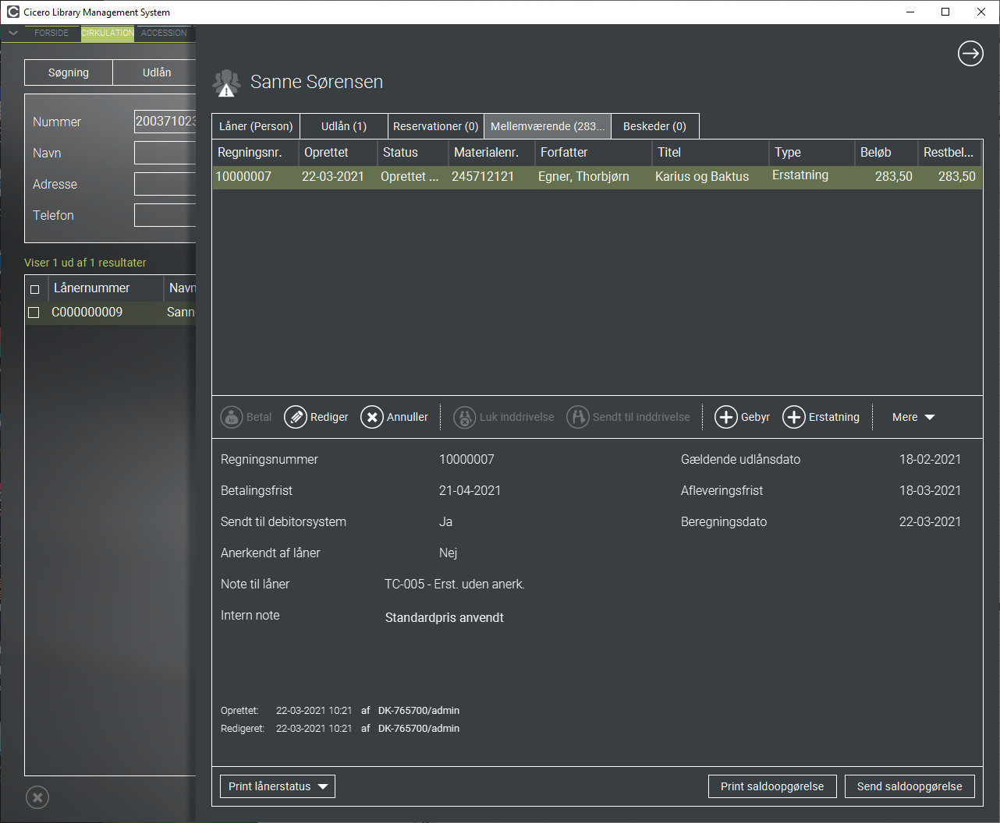 Cicero Library Management System
FORSIDE CIRKULATION ACCESSION
Søgning Udlån
Nummer 200371023
Navn
Adresse
Telefon
Viser 1 ud af 1 resultater
Lånernummer Navn
C000000009 Sann
Sanne Sørensen
Låner (Person) Udlån (1) Reservationer (0) Mellemværende (283... Beskeder (0)
Regningsnr. Oprettet Status Materialenr. Forfatter Titel Type Beløb Restbel...
10000007 22-03-2021 Oprettet ... 245712121 Egner, Thorbjørn Karius og Baktus Erstatning 283,50 283,50
Betal Rediger Annuller Luk inddrivelse Sendt til inddrivelse Gebyr Erstatning Mere
Regningsnummer 10000007 Gældende udlånsdato 18-02-2021
Betalingsfrist 21-04-2021 Afleveringsfrist 18-03-2021
Sendt til debitorsystem Ja Beregningsdato 22-03-2021
Anerkendt af låner Nej
Note til låner TC-005 - Erst. uden anerk.
Intern note Standardpris anvendt
Oprettet: 22-03-2021 10:21 af DK-765700/admin
Redigeret: 22-03-2021 10:21 af DK-765700/admin
Print lånerstatus Print saldoopgørelse Send saldoopgørelse